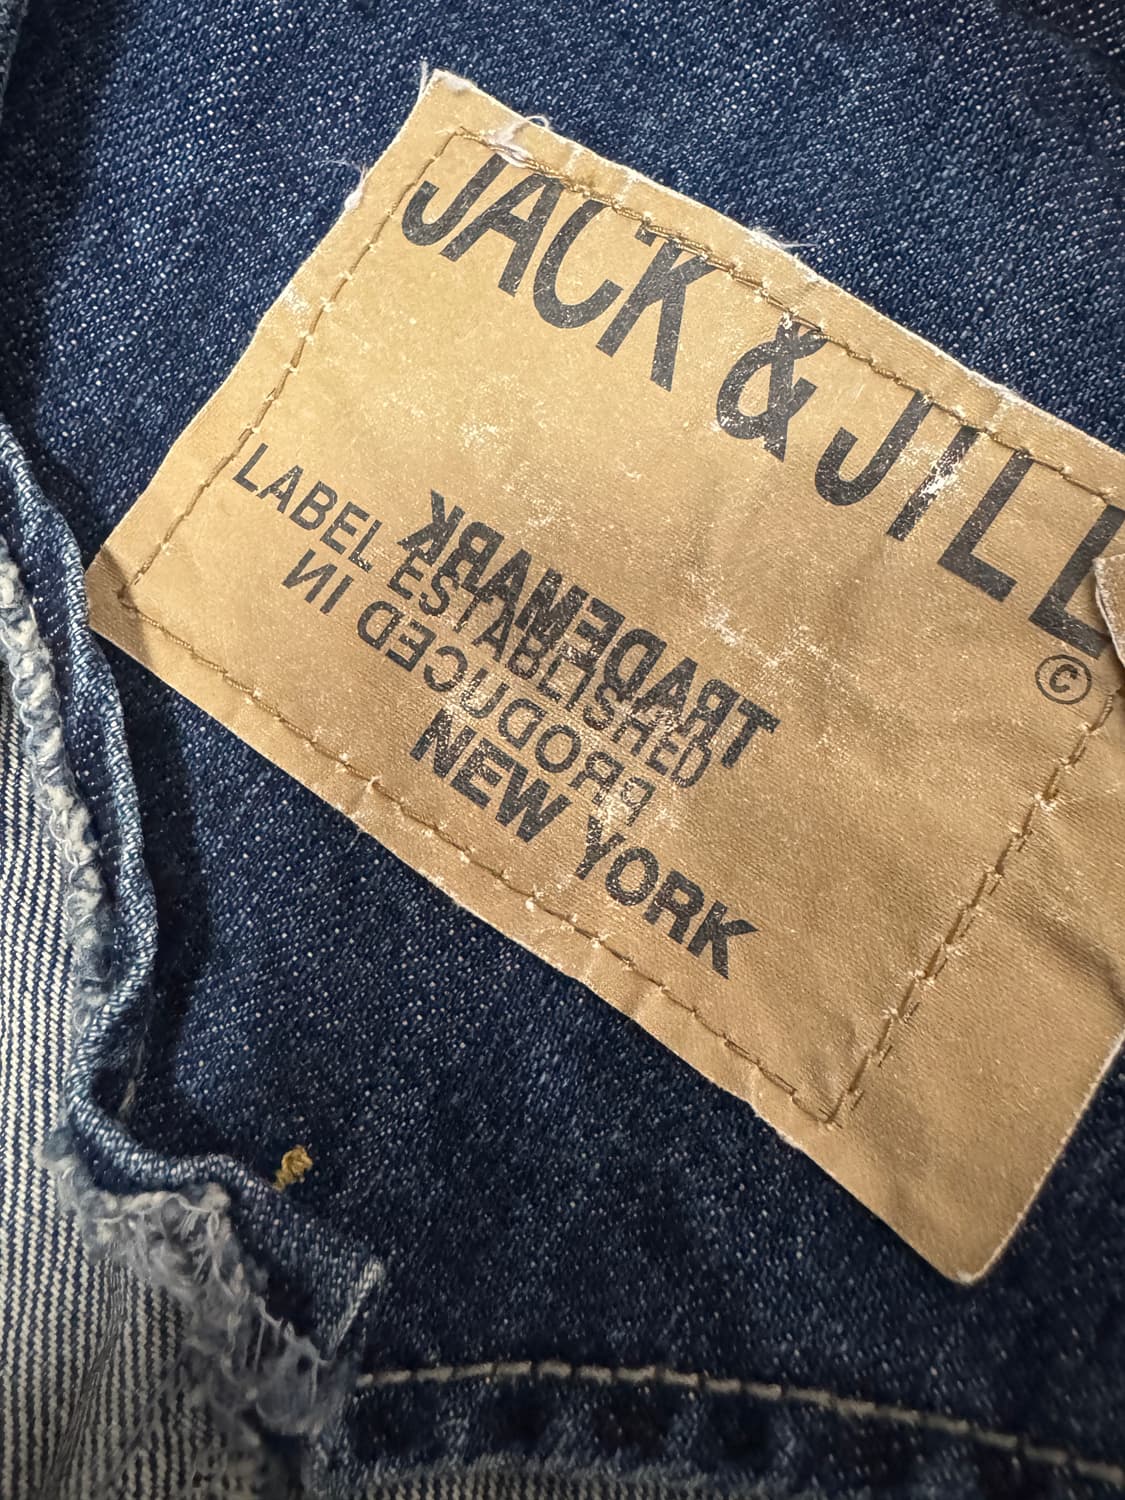 JACK & JILL
©
TRADEMARK
LABEL ESTABLISHED
PRODUCED IN
NEW YORK